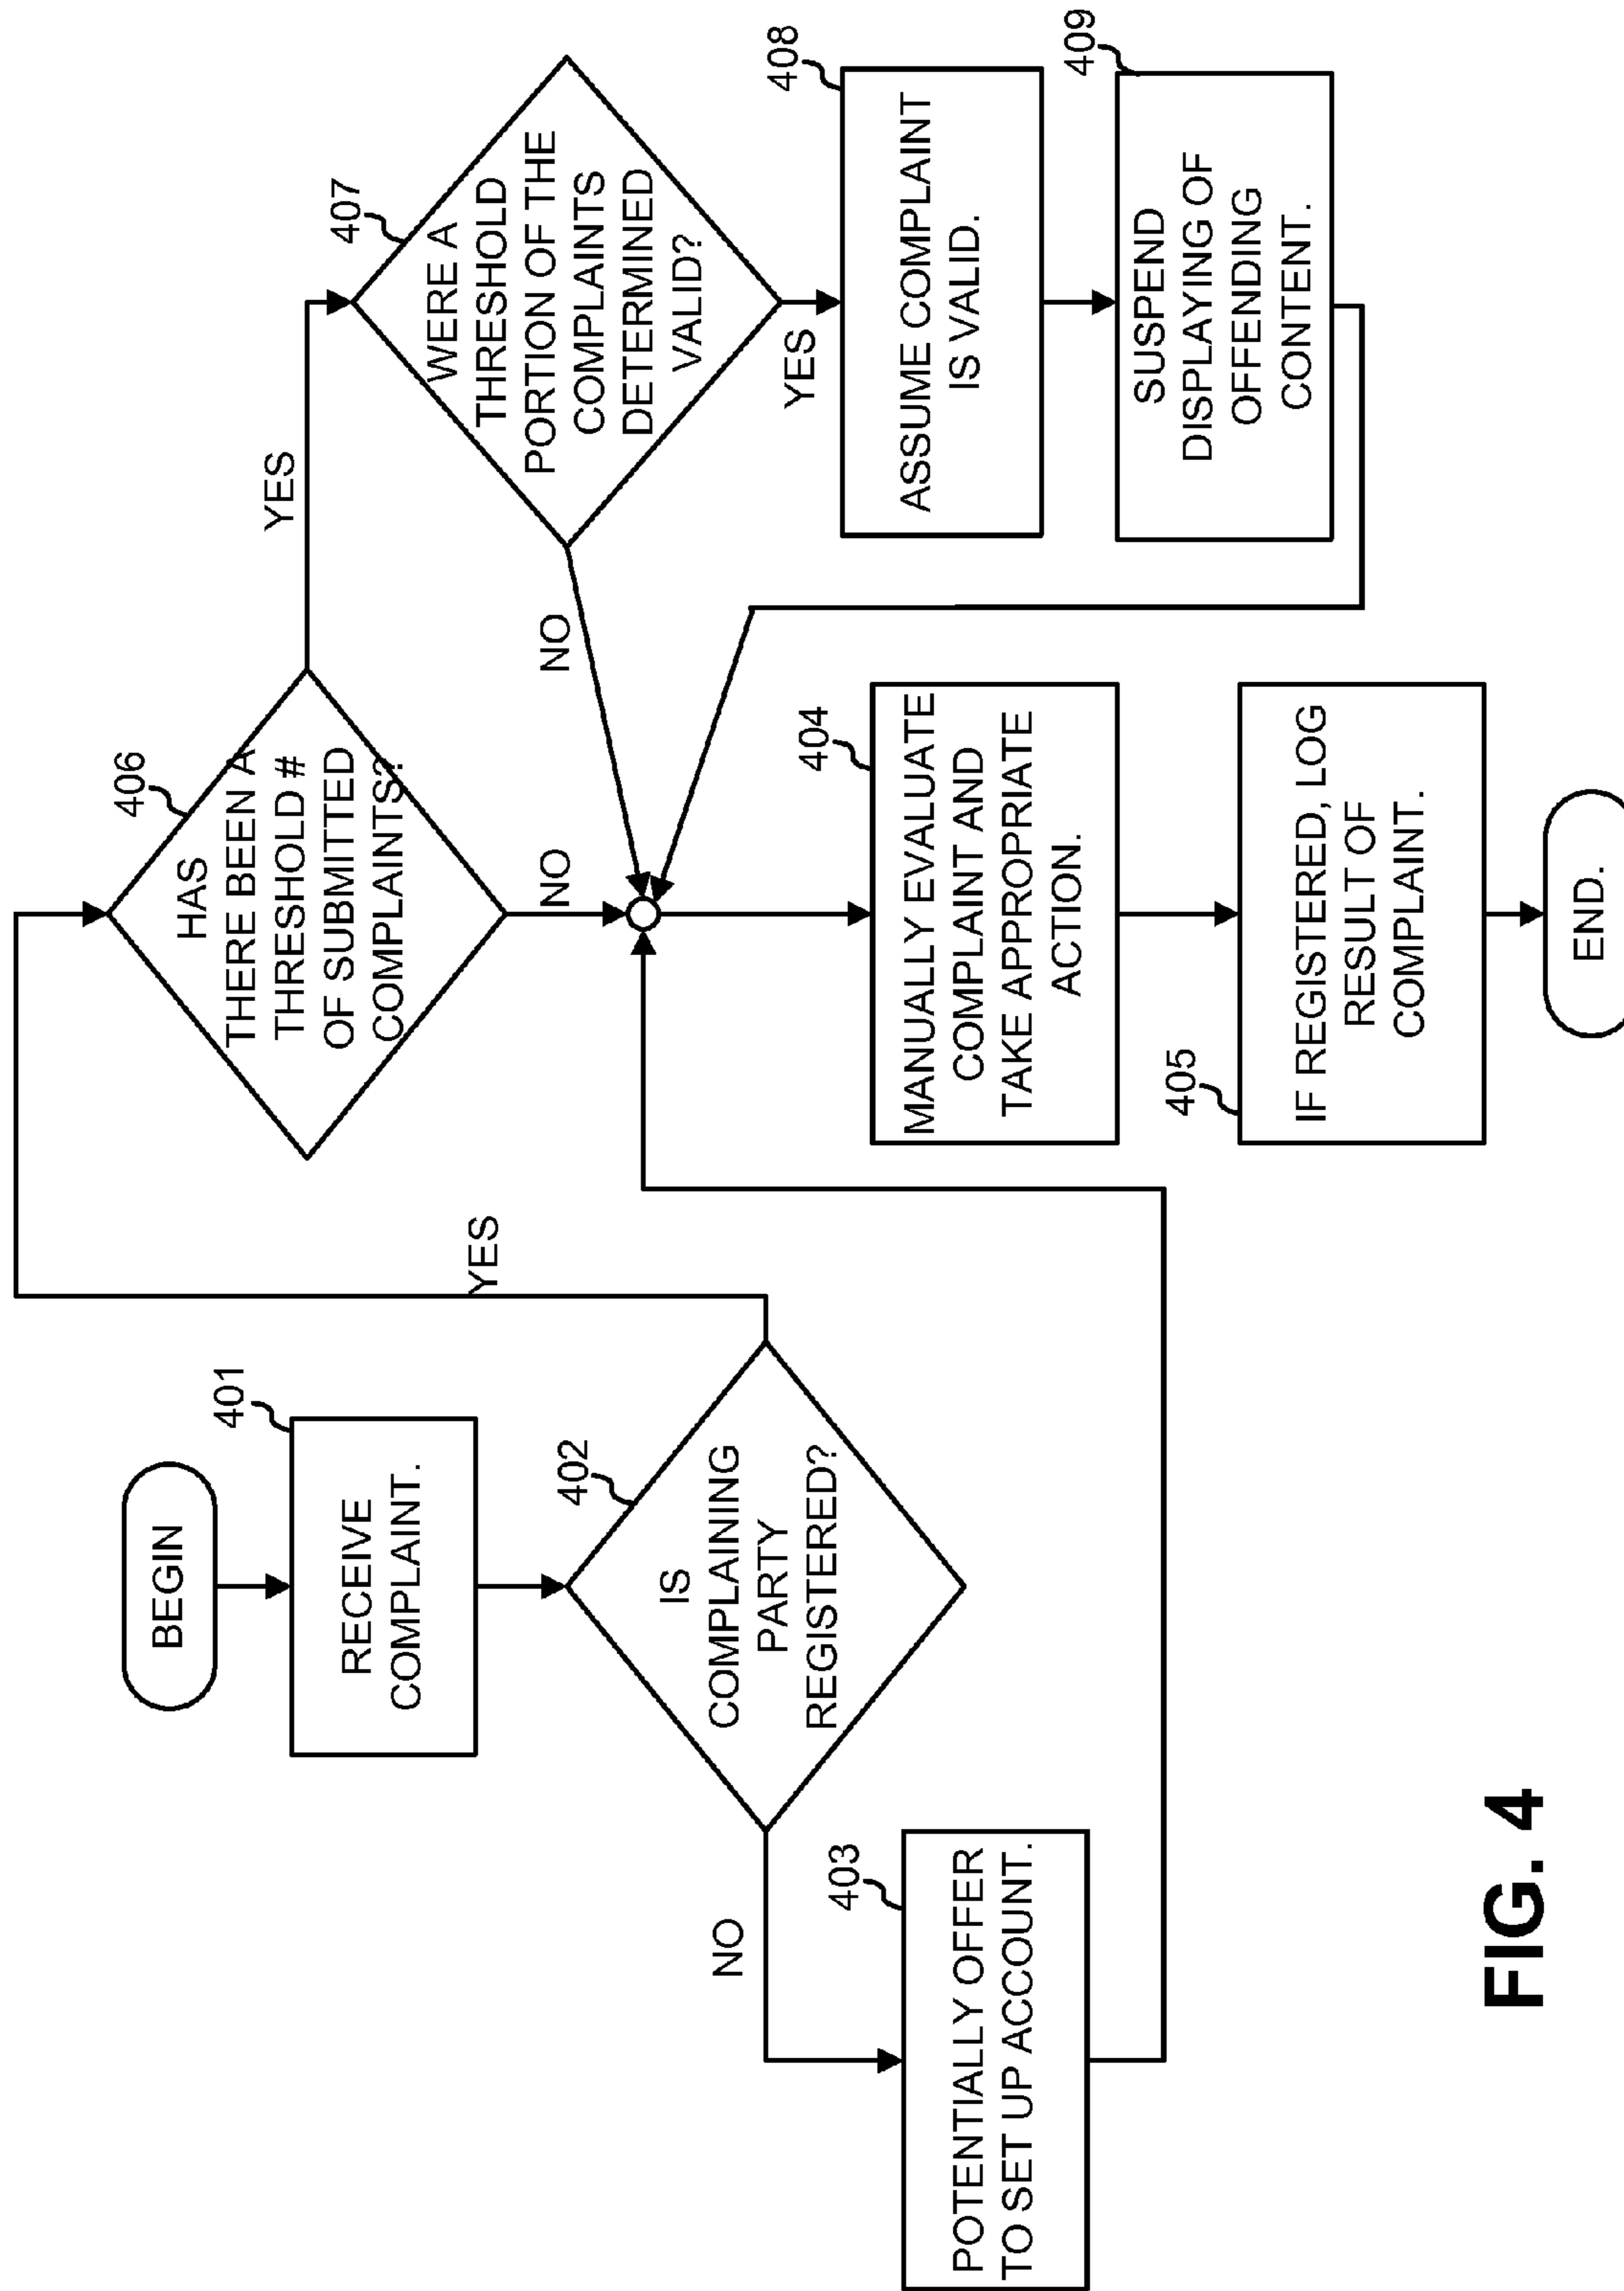 BEGIN
401
RECEIVE
COMPLAINT.
402
IS
COMPLAINING
PARTY
REGISTERED?
NO
YES
403
POTENTIALLY OFFER
TO SET UP ACCOUNT.
406
HAS
THERE BEEN A
THRESHOLD #
OF SUBMITTED
COMPLAINTS?
YES
NO
407
WERE A
THRESHOLD
PORTION OF THE
COMPLAINTS
DETERMINED
VALID?
NO
YES
408
ASSUME COMPLAINT
IS VALID.
409
SUSPEND
DISPLAYING OF
OFFENDING
CONTENT.
404
MANUALLY EVALUATE
COMPLAINT AND
TAKE APPROPRIATE
ACTION.
405
IF REGISTERED, LOG
RESULT OF
COMPLAINT.
END.
FIG. 4